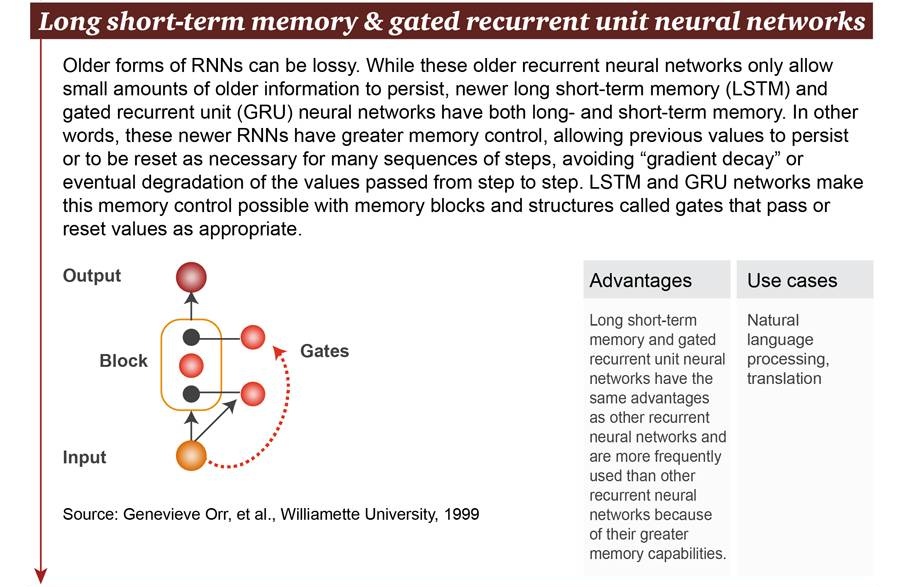 Long short-term memory & gated recurrent unit neural networks
Older forms of RNNs can be lossy. While these older recurrent neural networks only allow
small amounts of older information to persist, newer long short-term memory (LSTM) and
gated recurrent unit (GRU) neural networks have both long- and short-term memory. In other
words, these newer RNNs have greater memory control, allowing previous values to persist
or to be reset as necessary for many sequences of steps, avoiding “gradient decay” or
eventual degradation of the values passed from step to step. LSTM and GRU networks make
this memory control possible with memory blocks and structures called gates that pass or
reset values as appropriate.
Output
Block
Gates
Input
Source: Genevieve Orr, et al., Williamette University, 1999
Advantages
Long short-term
memory and gated
recurrent unit neural
networks have the
same advantages
as other recurrent
neural networks and
are more frequently
used than other
recurrent neural
networks because
of their greater
memory capabilities.
Use cases
Natural
language
processing,
translation